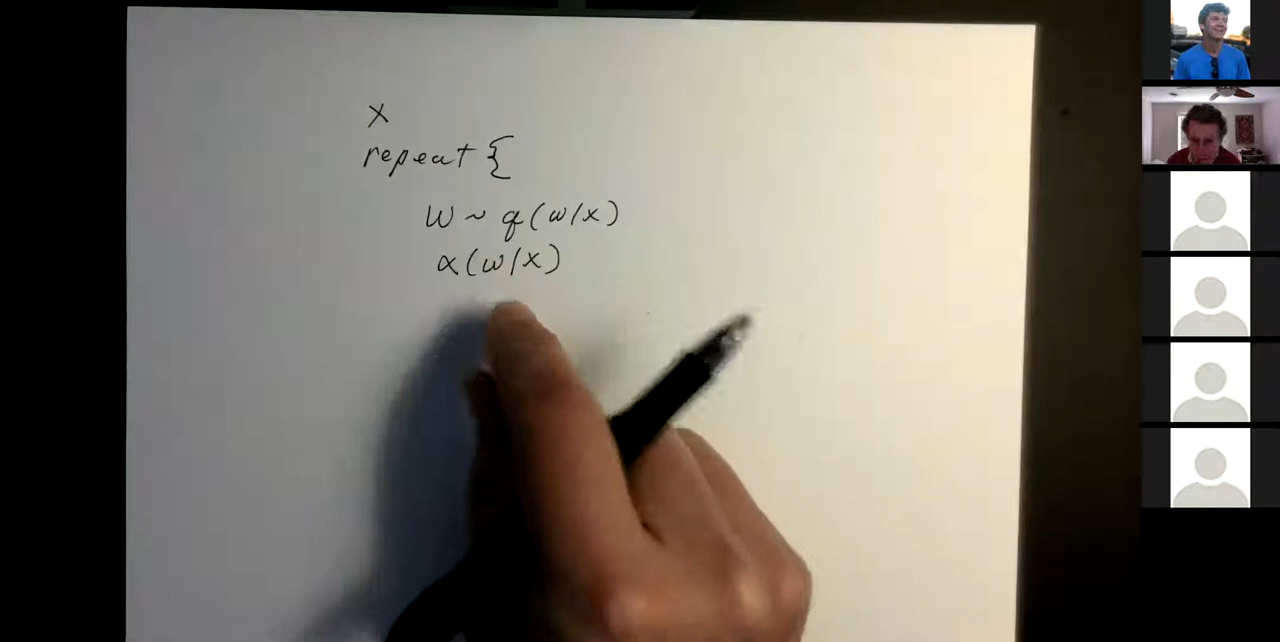 x
repeat {
w ~ q(w/x)
α(w/x)